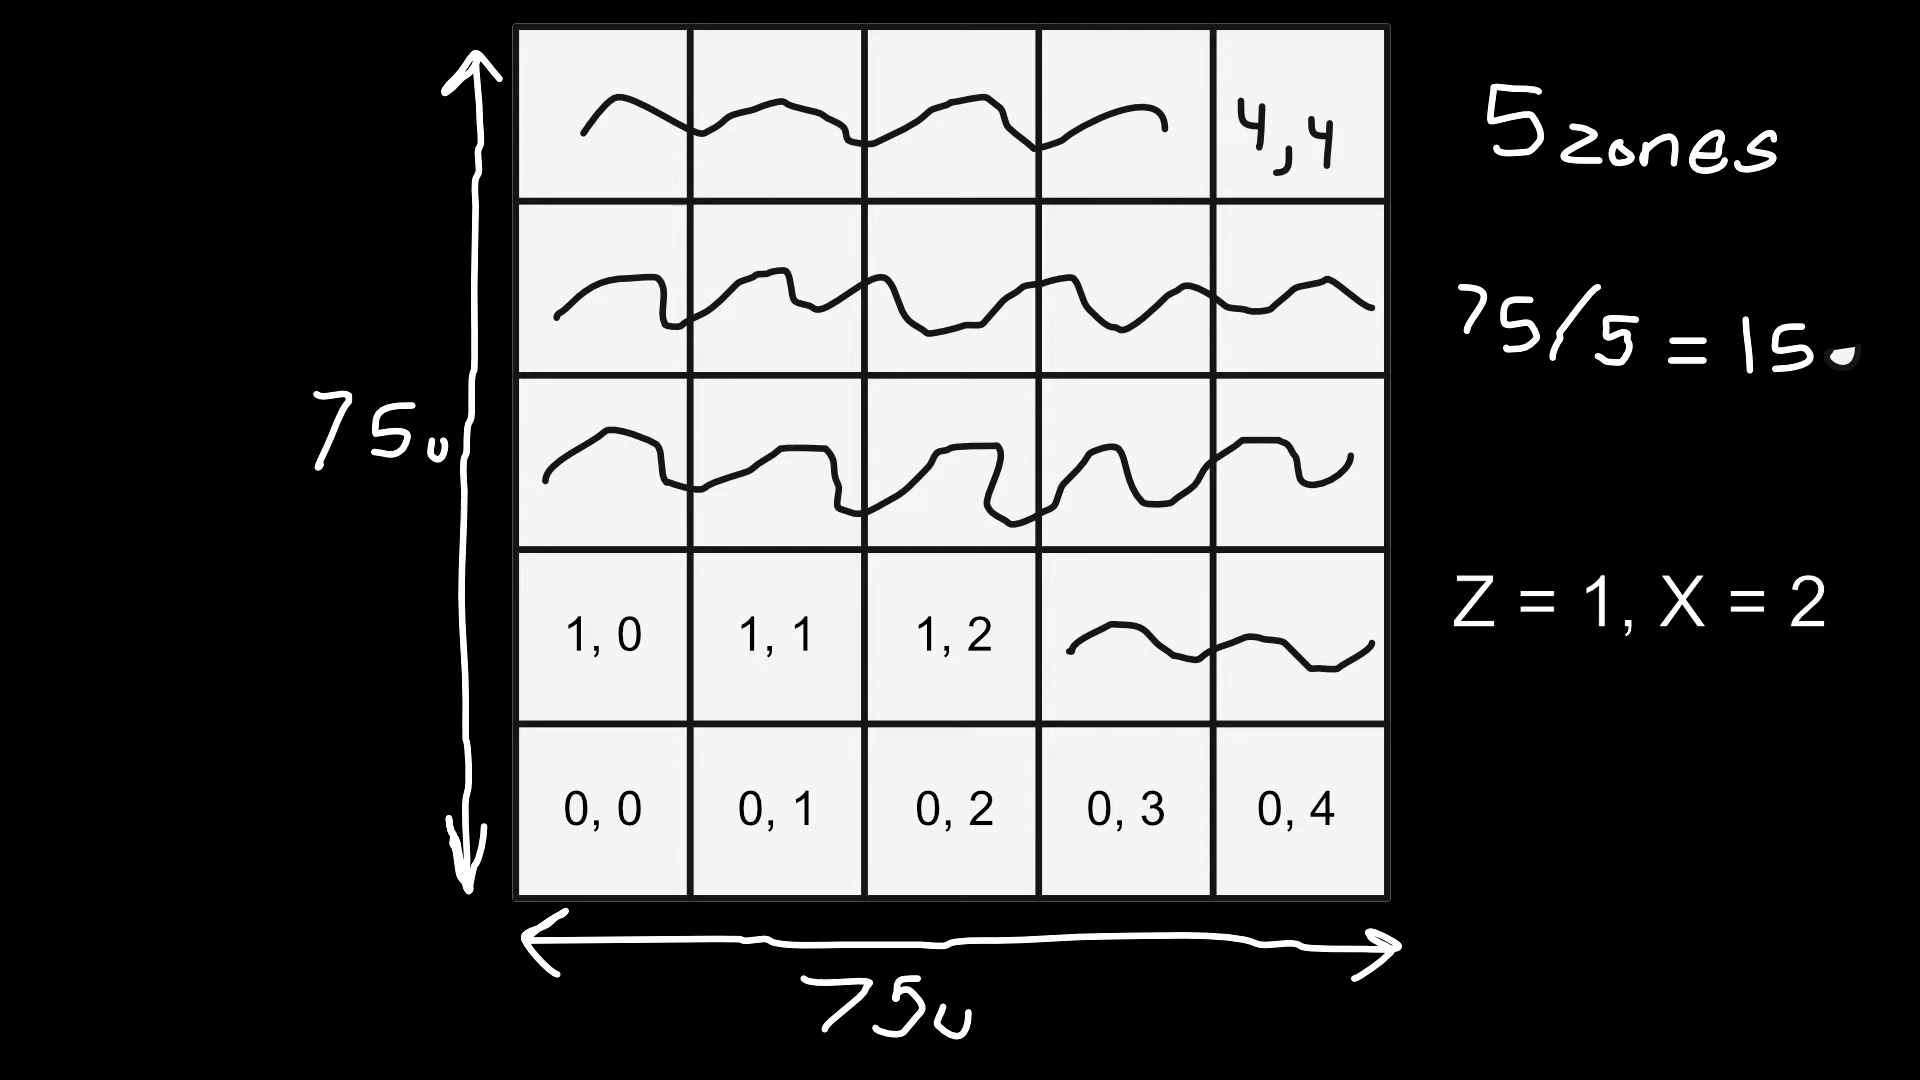 4,4
5 zones
75/5 = 15
75u
Z = 1, X = 2
1, 0
1, 1
1, 2
0, 0
0, 1
0, 2
0, 3
0, 4
75u